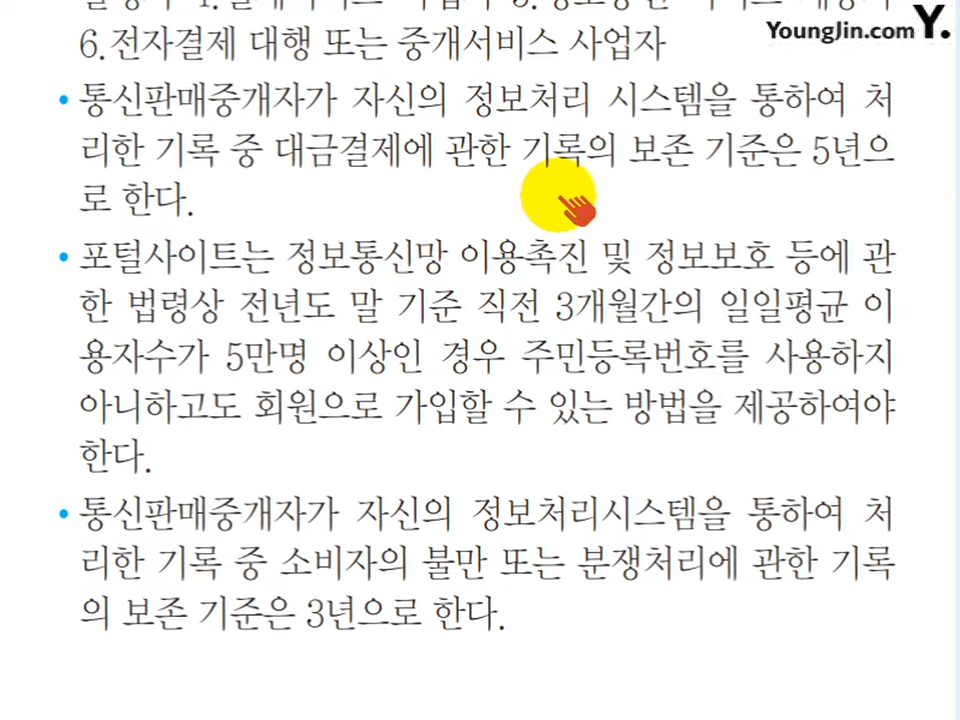 YoungJin.com Y.
6.전자결제 대행 또는 중개서비스 사업자
• 통신판매중개자가 자신의 정보처리 시스템을 통하여 처
리한 기록 중 대금결제에 관한 기록의 보존 기준은 5년으
로 한다.
• 포털사이트는 정보통신망 이용촉진 및 정보보호 등에 관
한 법령상 전년도 말 기준 직전 3개월간의 일일평균 이
용자수가 5만명 이상인 경우 주민등록번호를 사용하지
아니하고도 회원으로 가입할 수 있는 방법을 제공하여야
한다.
• 통신판매중개자가 자신의 정보처리시스템을 통하여 처
리한 기록 중 소비자의 불만 또는 분쟁처리에 관한 기록
의 보존 기준은 3년으로 한다.